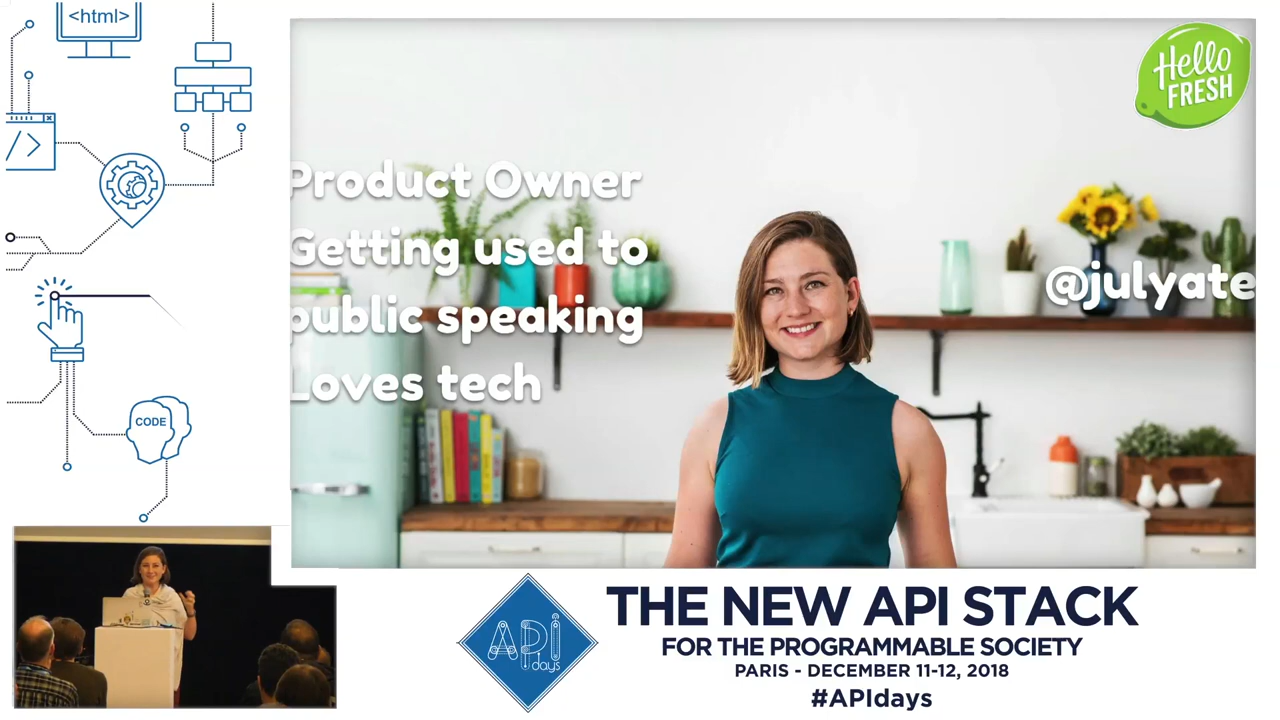 <html>
</>
CODE
Hello
FRESH
Product Owner
Getting used to
public speaking
Loves tech
@julyate
API
days
THE NEW API STACK
FOR THE PROGRAMMABLE SOCIETY
PARIS - DECEMBER 11-12, 2018
#APIdays